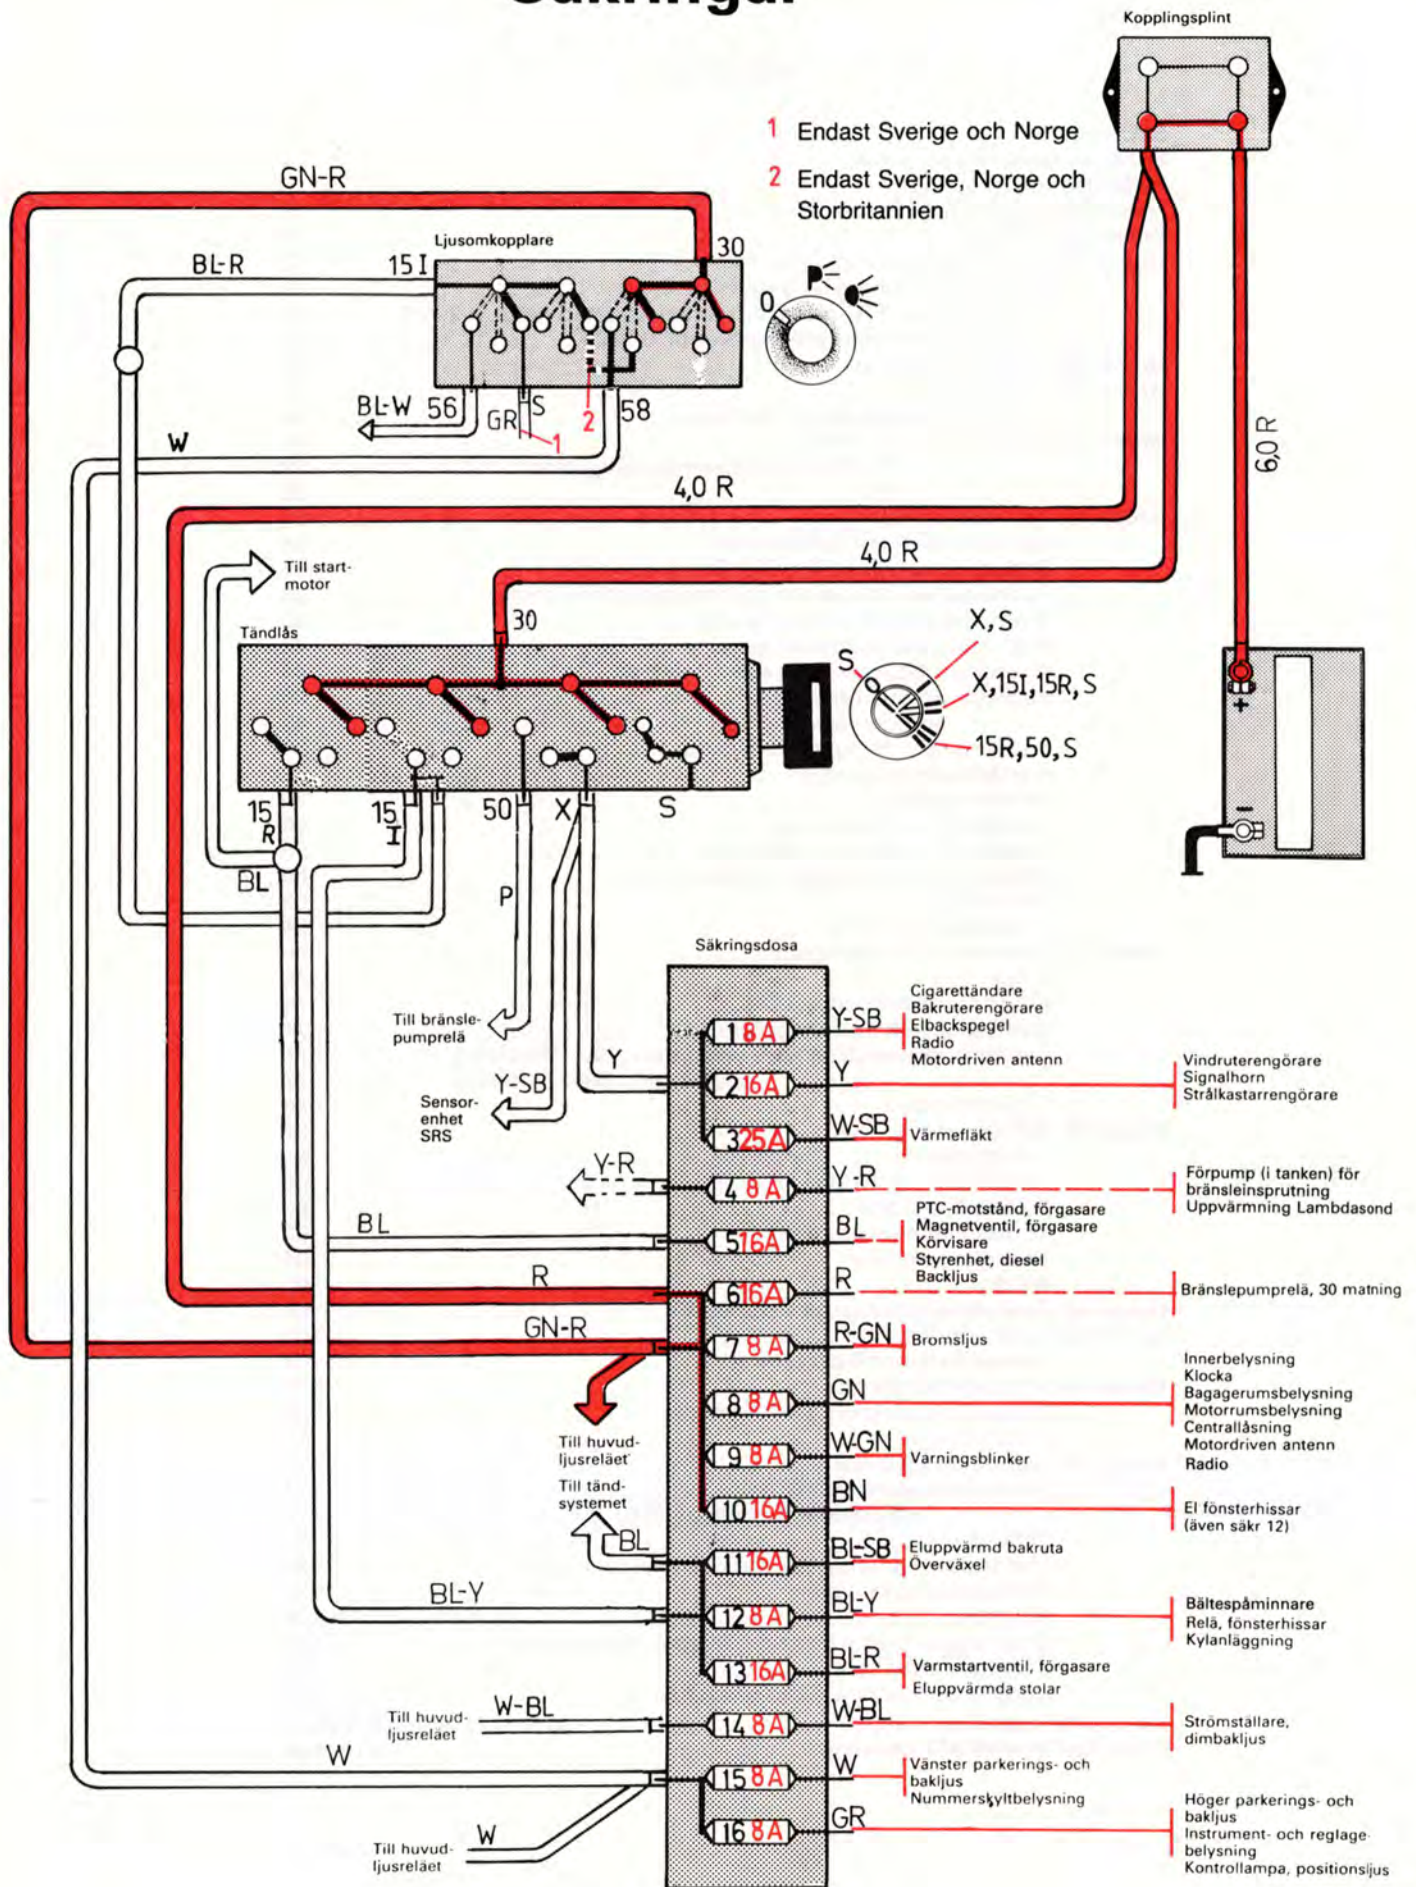 Säkringar
Kopplingsplint
1 Endast Sverige och Norge
2 Endast Sverige, Norge och
Storbritannien
GN-R
Ljusomkopplare
30
BL-R
15 I
O
BL-W
56
GR
S
1
2
58
W
6,0 R
4,0 R
4,0 R
Till start-
motor
30
Tändlås
X,S
S
O
X,15I,15R,S
15R,50,S
+
-
15
R
15
I
50
X
S
BL
P
Säkringsdosa
Till bränsle-
pumprelä
Y-SB
Sensor-
enhet
SRS
Y
1 8 A
Y-SB
Cigarettändare
Bakruterengörare
Elbackspegel
Radio
Motordriven antenn
2 16A
Y
Vindruterengörare
Signalhorn
Strålkastarrengörare
3 25A
W-SB
Värmefläkt
Y-R
4 8 A
Y-R
Förpump (i tanken) för
bränsleinsprutning
Uppvärmning Lambdasond
BL
5 16A
BL
PTC-motstånd, förgasare
Magnetventil, förgasare
Körvisare
Styrenhet, diesel
Backljus
R
6 16A
R
Bränslepumprelä, 30 matning
GN-R
7 8 A
R-GN
Bromsljus
8 8 A
GN
Innerbelysning
Klocka
Bagagerumsbelysning
Motorrumsbelysning
Centrallåsning
Motordriven antenn
Radio
Till huvud-
ljusreläet
9 8 A
W-GN
Varningsblinker
Till tänd-
systemet
10 16A
BN
El fönsterhissar
(även säkr 12)
BL
11 16A
BL-SB
Eluppvärmd bakruta
Överväxel
BL-Y
12 8 A
BL-Y
Bältespåminnare
Relä, fönsterhissar
Kylanläggning
13 16A
BL-R
Varmstartventil, förgasare
Eluppvärmda stolar
Till huvud-
ljusreläet
W-BL
14 8 A
W-BL
Strömställare,
dimbakljus
W
15 8 A
W
Vänster parkerings- och
bakljus
Nummerskyltbelysning
Till huvud-
ljusreläet
W
16 8 A
GR
Höger parkerings- och
bakljus
Instrument- och reglage-
belysning
Kontrollampa, positionsljus